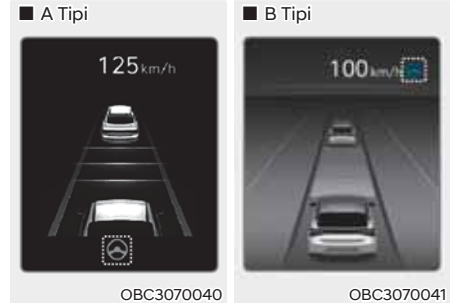 ■ A Tipi
125km/h
OBC3070040
■ B Tipi
100km/h
OBC3070041